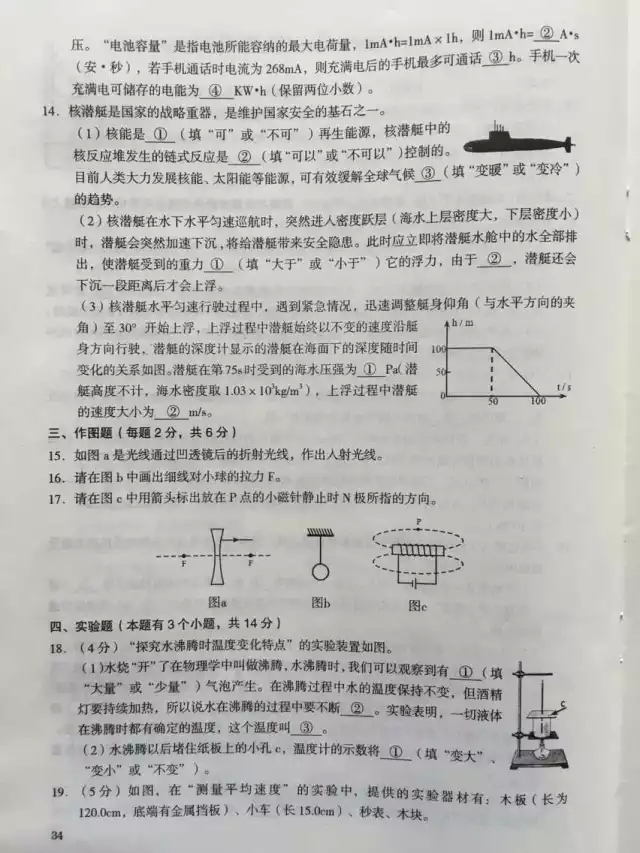 压。“电池容量”是指电池所能容纳的最大电荷量，1mA•h=1mA×1h，则 1mA•h= ② A•s
（安·秒），若手机通话时电流为268mA，则充满电后的手机最多可通话 ③ h。手机一次
充满电可储存的电能为 ④ KW•h（保留两位小数）。
14. 核潜艇是国家的战略重器，是维护国家安全的基石之一。
（1）核能是 ① （填“可”或“不可”）再生能源，核潜艇中的
核反应堆发生的链式反应是 ② （填“可以”或“不可以”)控制的。
目前人类大力发展核能、太阳能等能源，可有效缓解全球气候 ③ （填“变暖”或“变冷”）
的趋势。
（2）核潜艇在水下水平匀速巡航时，突然进入密度跃层（海水上层密度大，下层密度小）
时，潜艇会突然加速下沉,将给潜艇带来安全隐患。此时应立即将潜艇水舱中的水全部排
出，使潜艇受到的重力 ① （填“大于”或“小于”）它的浮力，由于 ② ，潜艇还会
下沉一段距离后才会上浮。
（3）核潜艇水平匀速行驶过程中，遇到紧急情况，迅速调整艇身仰角（与水平方向的夹
角）至30° 开始上浮，上浮过程中潜艇始终以不变的速度沿艇
身方向行驶，潜艇的深度计显示的潜艇在海面下的深度随时间
变化的关系如图。潜艇在第75s时受到的海水压强为 ① Pa(潜
艇高度不计，海水密度取 1.03×10³kg/m³），上浮过程中潜艇
的速度大小为 ② m/s。
h/m
100
50
0
50
100
t/s
三、作图题（每题2分，共6分）
15. 如图a是光线通过凹透镜后的折射光线，作出入射光线。
16. 请在图b中画出细线对小球的拉力F。
17. 请在图c中用箭头标出放在P点的小磁针静止时N极所指的方向。
F
F
P
图a
图b
图c
四、实验题（本题有3个小题，共14分）
18. （4分）“探究水沸腾时温度变化特点”的实验装置如图。
(1)水烧“开”了在物理学中叫做沸腾,水沸腾时,我们可以观察到有 ① （填
“大量”或“少量”）气泡产生。在沸腾过程中水的温度保持不变，但酒精
灯要持续加热，所以说水在沸腾的过程中要不断 ② 。实验表明，一切液体
在沸腾时都有确定的温度，这个温度叫 ③ 。
（2）水沸腾以后堵住纸板上的小孔c，温度计的示数将 ① （填“变大”、
“变小”或“不变”）。
C
19. （5分）如图，在“测量平均速度”的实验中，提供的实验器材有：木板（长为
120.0cm，底端有金属挡板）、小车（长15.0cm）、秒表、木块。
34